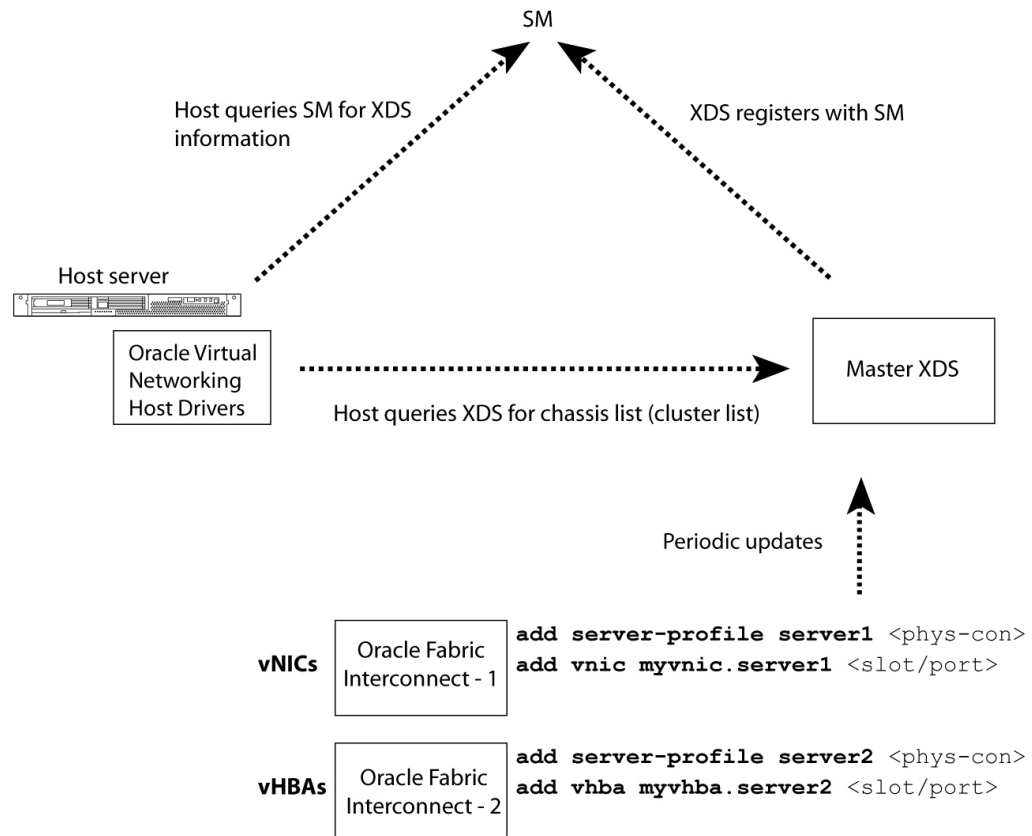 SM
Host queries SM for XDS
information
XDS registers with SM
Host server
Oracle Virtual
Networking
Host Drivers
Master XDS
Host queries XDS for chassis list (cluster list)
Periodic updates
vNICs
Oracle Fabric
Interconnect - 1
add server-profile server1 <phys-con>
add vnic myvnic.server1 <slot/port>
vHBAs
Oracle Fabric
Interconnect - 2
add server-profile server2 <phys-con>
add vhba myvhba.server2 <slot/port>